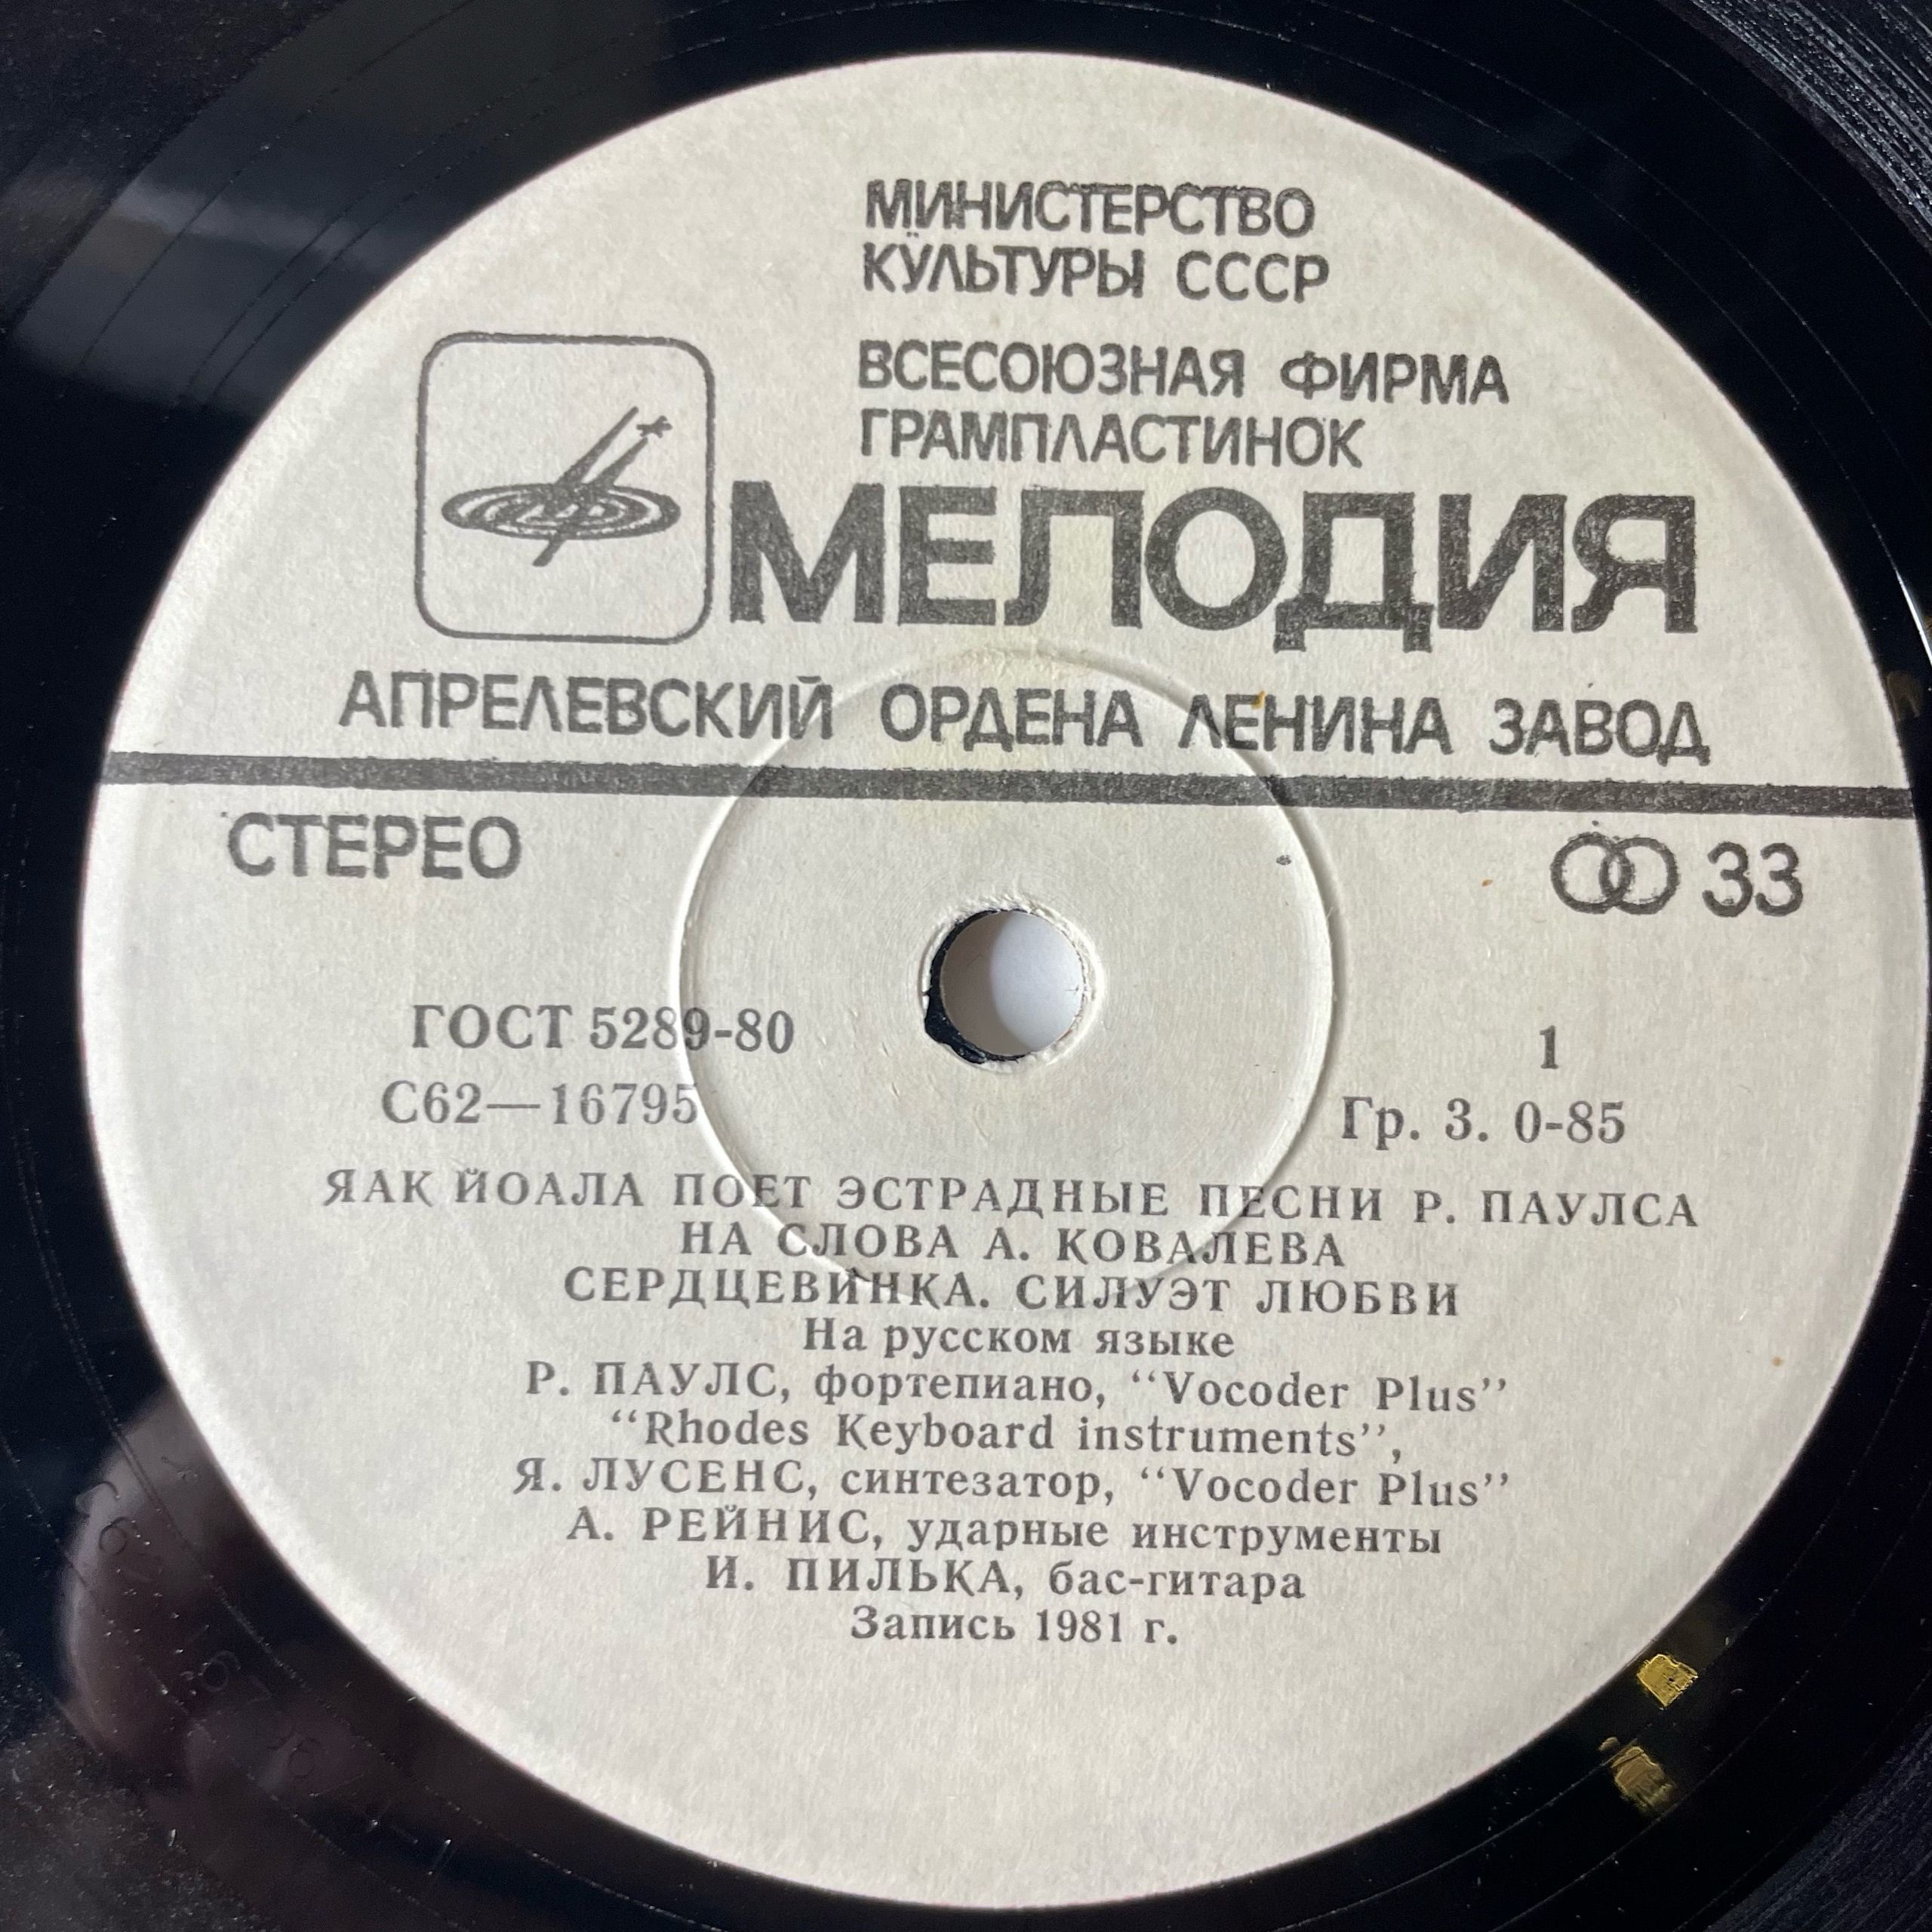 МИНИСТЕРСТВО
КУЛЬТУРЫ СССР
ВСЕСОЮЗНАЯ ФИРМА
ГРАМПЛАСТИНОК
МЕЛОДИЯ
АПРЕЛЕВСКИЙ ОРДЕНА ЛЕНИНА ЗАВОД
СТЕРЕО
33
ГОСТ 5289-80
1
С62—16795
Гр. 3. 0-85
ЯАК ЙОАЛА ПОЕТ ЭСТРАДНЫЕ ПЕСНИ Р. ПАУЛСА
НА СЛОВА А. КОВАЛЕВА
СЕРДЦЕВИНКА. СИЛУЭТ ЛЮБВИ
На русском языке
Р. ПАУЛС, фортепиано, “Vocoder Plus”
“Rhodes Keyboard instruments”,
Я. ЛУСЕНС, синтезатор, “Vocoder Plus”
А. РЕЙНИС, ударные инструменты
И. ПИЛЬКА, бас-гитара
Запись 1981 г.